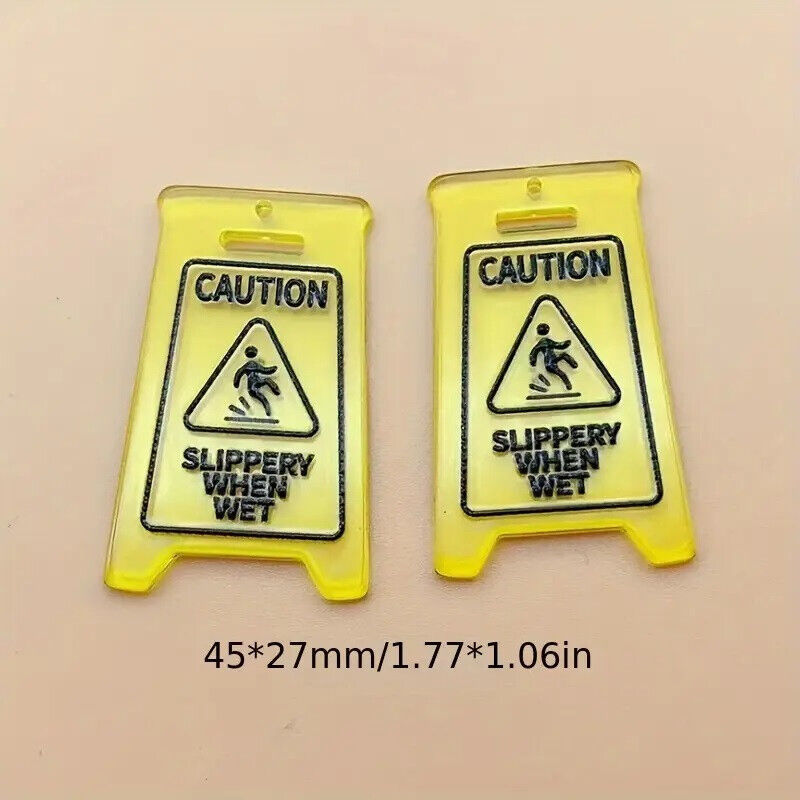 CAUTION
SLIPPERY
WHEN
WET
CAUTION
SLIPPERY
WHEN
WET
45*27mm/1.77*1.06in